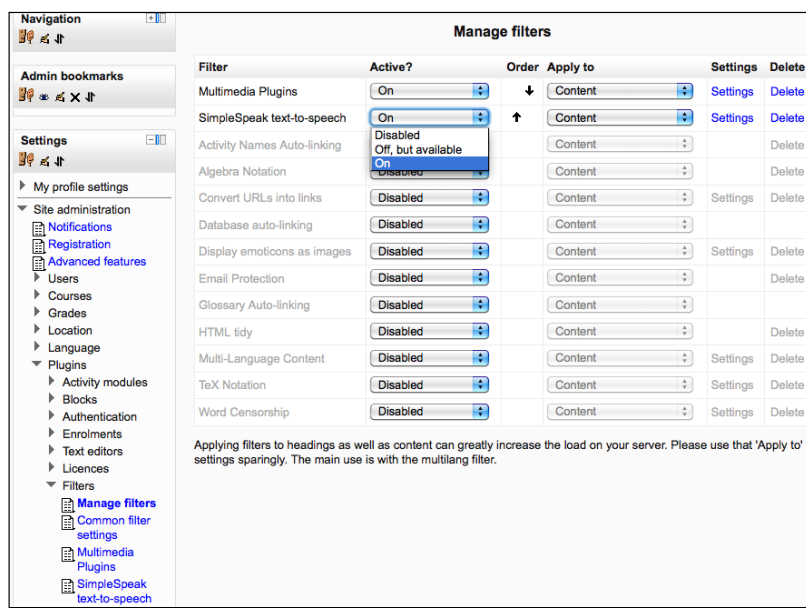 Navigation
Admin bookmarks
Settings
My profile settings
Site administration
Notifications
Registration
Advanced features
Users
Courses
Grades
Location
Language
Plugins
Activity modules
Blocks
Authentication
Enrolments
Text editors
Licences
Filters
Manage filters
Common filter
settings
Multimedia
Plugins
SimpleSpeak
text-to-speech
Manage filters
Filter Active? Order Apply to Settings Delete
Multimedia Plugins On Content Settings Delete
SimpleSpeak text-to-speech On Content Settings Delete
Disabled
Off, but available
On
Activity Names Auto-linking Content Delete
Algebra Notation Disabled Content Delete
Convert URLs into links Disabled Content Settings Delete
Database auto-linking Disabled Content
Display emoticons as images Disabled Content Settings Delete
Email Protection Disabled Content Delete
Glossary Auto-linking Disabled Content
HTML tidy Disabled Content Delete
Multi-Language Content Disabled Content Settings Delete
TeX Notation Disabled Content Settings Delete
Word Censorship Disabled Content Settings Delete
Applying filters to headings as well as content can greatly increase the load on your server. Please use that 'Apply to'
settings sparingly. The main use is with the multilang filter.